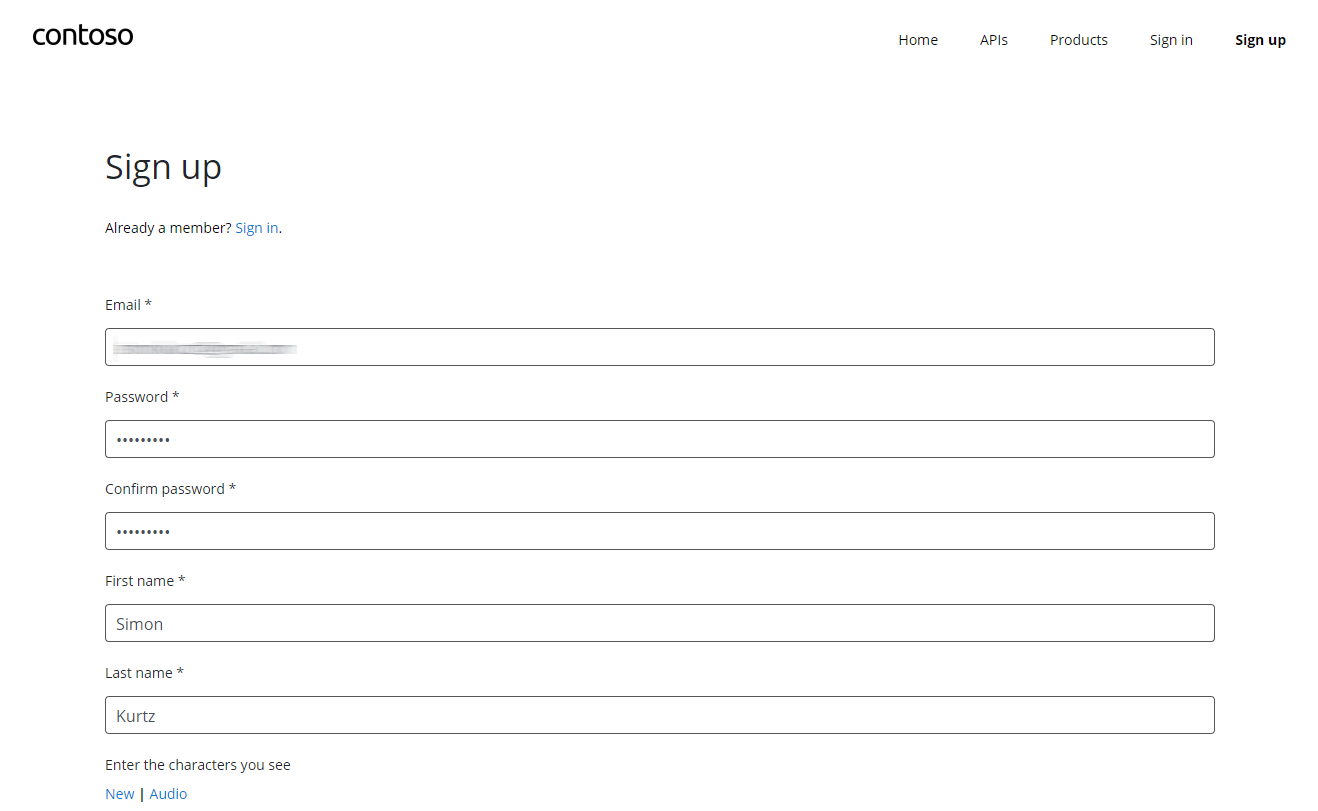 contoso
Home APIs Products Sign in Sign up
Sign up
Already a member? Sign in.
Email *
Password *
•••••••••
Confirm password *
•••••••••
First name *
Simon
Last name *
Kurtz
Enter the characters you see
New | Audio